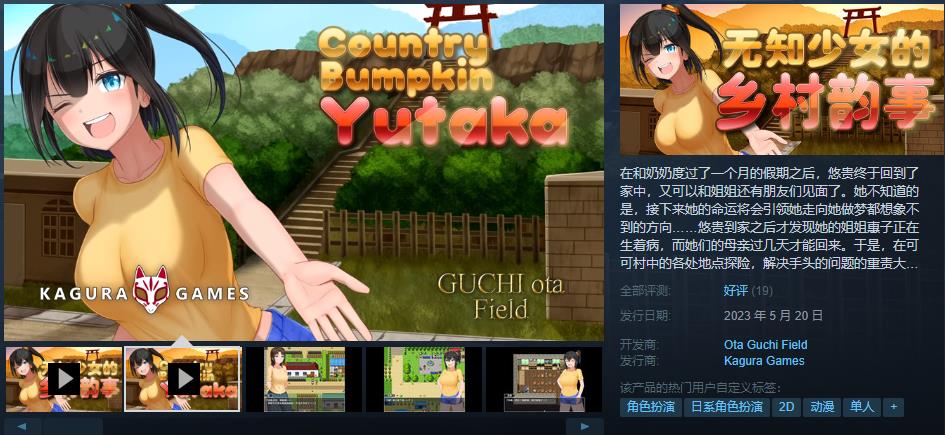 Country
Bumpkin
Yutaka
KAGURA GAMES
GUCHI ota
Field
无知少女的
乡村韵事
在和奶奶度过了一个月的假期之后，悠贵终于回到了
家中，又可以和姐姐还有朋友们见面了。她不知道的
是，接下来她的命运将会引领她走向她做梦都想象不
到的方向……悠贵到家之后才发现她的姐姐惠子正在
生着病，而她们的母亲过几天才能回来。于是，在可
可村中的各处地点探险，解决手头的问题的重责大...
全部评测：
好评 (19)
发行日期：
2023 年 5 月 20 日
开发商：
Ota Guchi Field
发行商：
Kagura Games
该产品的热门用户自定义标签：
角色扮演 日系角色扮演 2D 动漫 单人 +